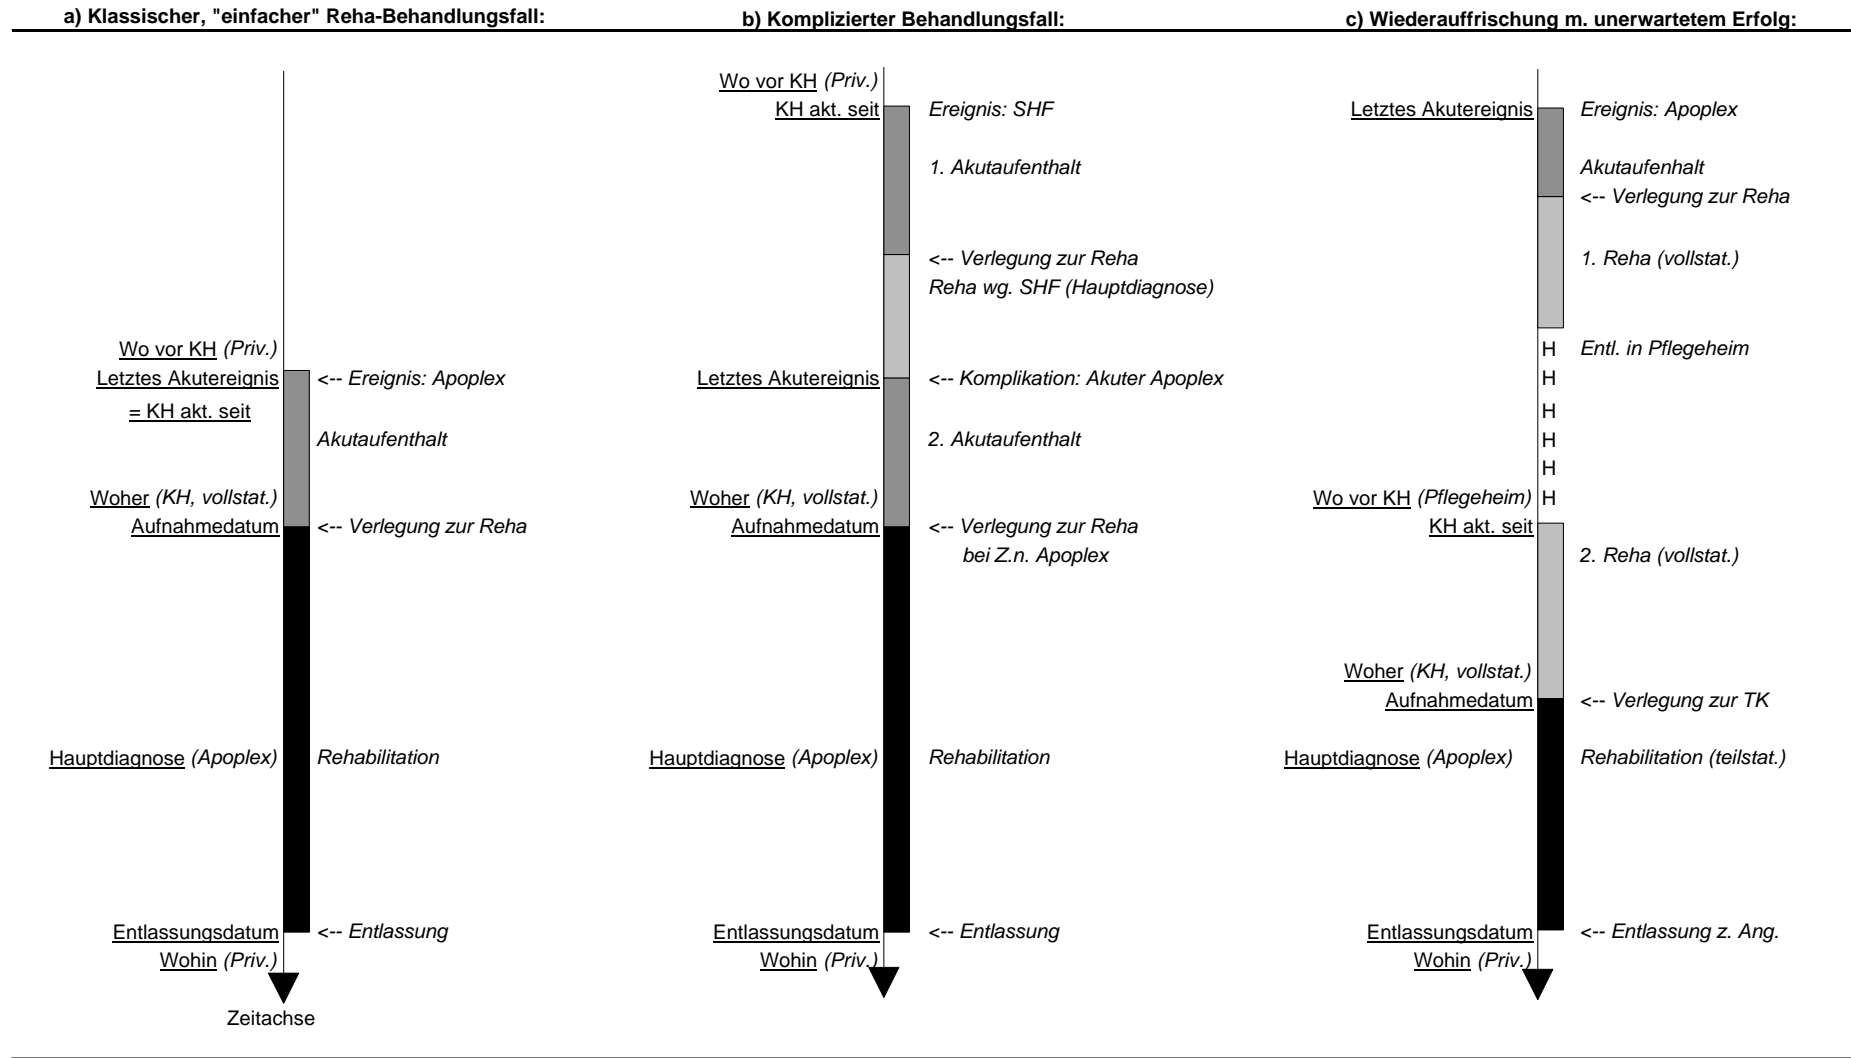 a) Klassischer, "einfacher" Reha-Behandlungsfall:
Wo vor KH (Priv.)
Letztes Akutereignis
<-- Ereignis: Apoplex
= KH akt. seit
Akutaufenthalt
Woher (KH, vollstat.)
Aufnahmedatum
<-- Verlegung zur Reha
Hauptdiagnose (Apoplex)
Rehabilitation
Entlassungsdatum
<-- Entlassung
Wohin (Priv.)
Zeitachse
b) Komplizierter Behandlungsfall:
Wo vor KH (Priv.)
KH akt. seit
Ereignis: SHF
1. Akutaufenthalt
<-- Verlegung zur Reha
Reha wg. SHF (Hauptdiagnose)
Letztes Akutereignis
<-- Komplikation: Akuter Apoplex
2. Akutaufenthalt
Woher (KH, vollstat.)
Aufnahmedatum
<-- Verlegung zur Reha
bei Z.n. Apoplex
Hauptdiagnose (Apoplex)
Rehabilitation
Entlassungsdatum
<-- Entlassung
Wohin (Priv.)
c) Wiederauffrischung m. unerwartetem Erfolg:
Letztes Akutereignis
Ereignis: Apoplex
Akutaufenhalt
<-- Verlegung zur Reha
1. Reha (vollstat.)
H
Entl. in Pflegeheim
H
H
H
H
Wo vor KH (Pflegeheim)
H
KH akt. seit
2. Reha (vollstat.)
Woher (KH, vollstat.)
Aufnahmedatum
<-- Verlegung zur TK
Hauptdiagnose (Apoplex)
Rehabilitation (teilstat.)
Entlassungsdatum
<-- Entlassung z. Ang.
Wohin (Priv.)